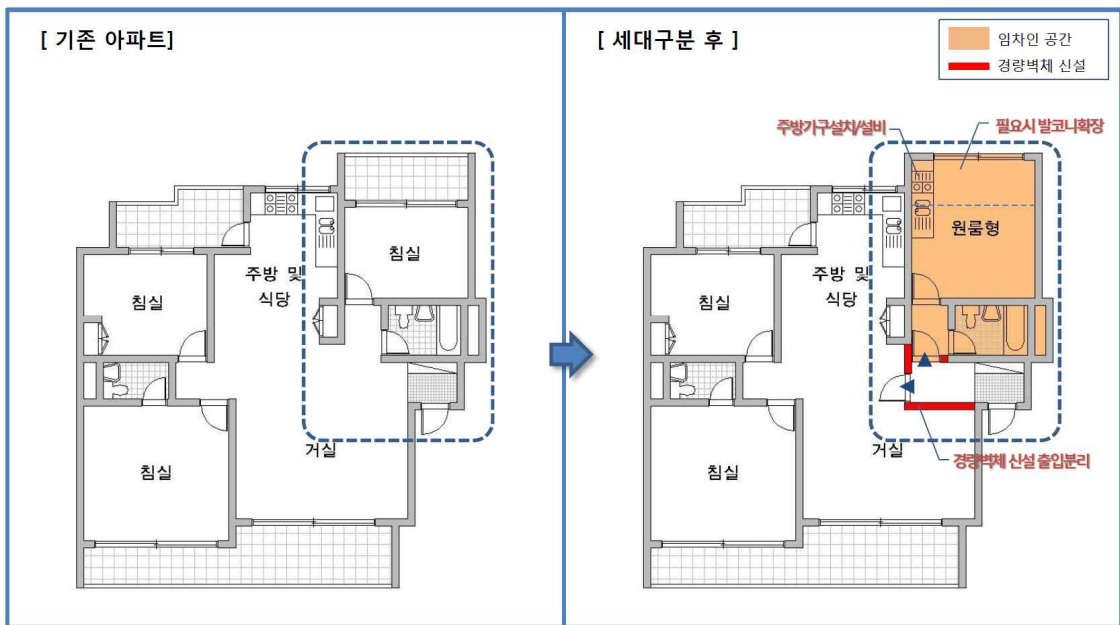 [ 기존 아파트]
침실
주방 및
식당
침실
침실
거실
[ 세대구분 후 ]
임차인 공간
경량벽체 신설
주방가구설치/설비
필요시 발코니확장
원룸형
주방 및
식당
침실
침실
거실
경량벽체 신설 출입분리